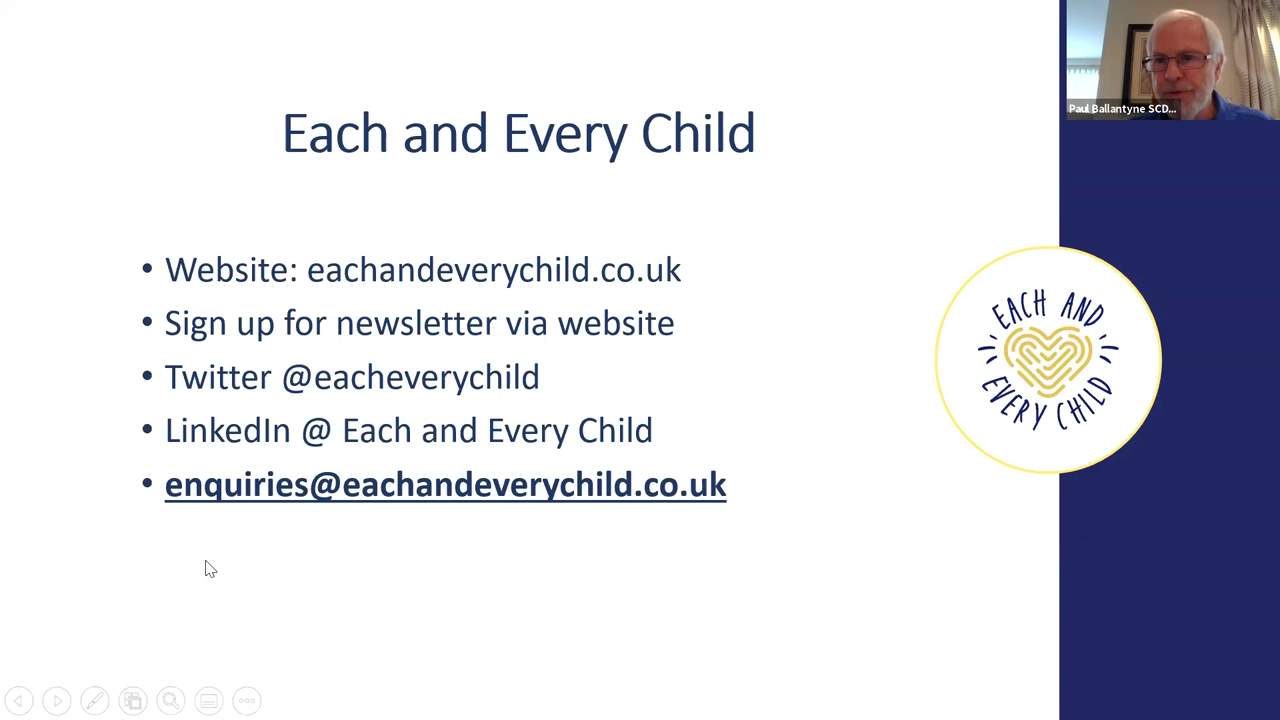 Each and Every Child
• Website: eachandeverychild.co.uk
• Sign up for newsletter via website
• Twitter @eacheverychild
• LinkedIn @ Each and Every Child
• enquiries@eachandeverychild.co.uk
EACH AND
EVERY CHILD
Paul Ballantyne SCD...